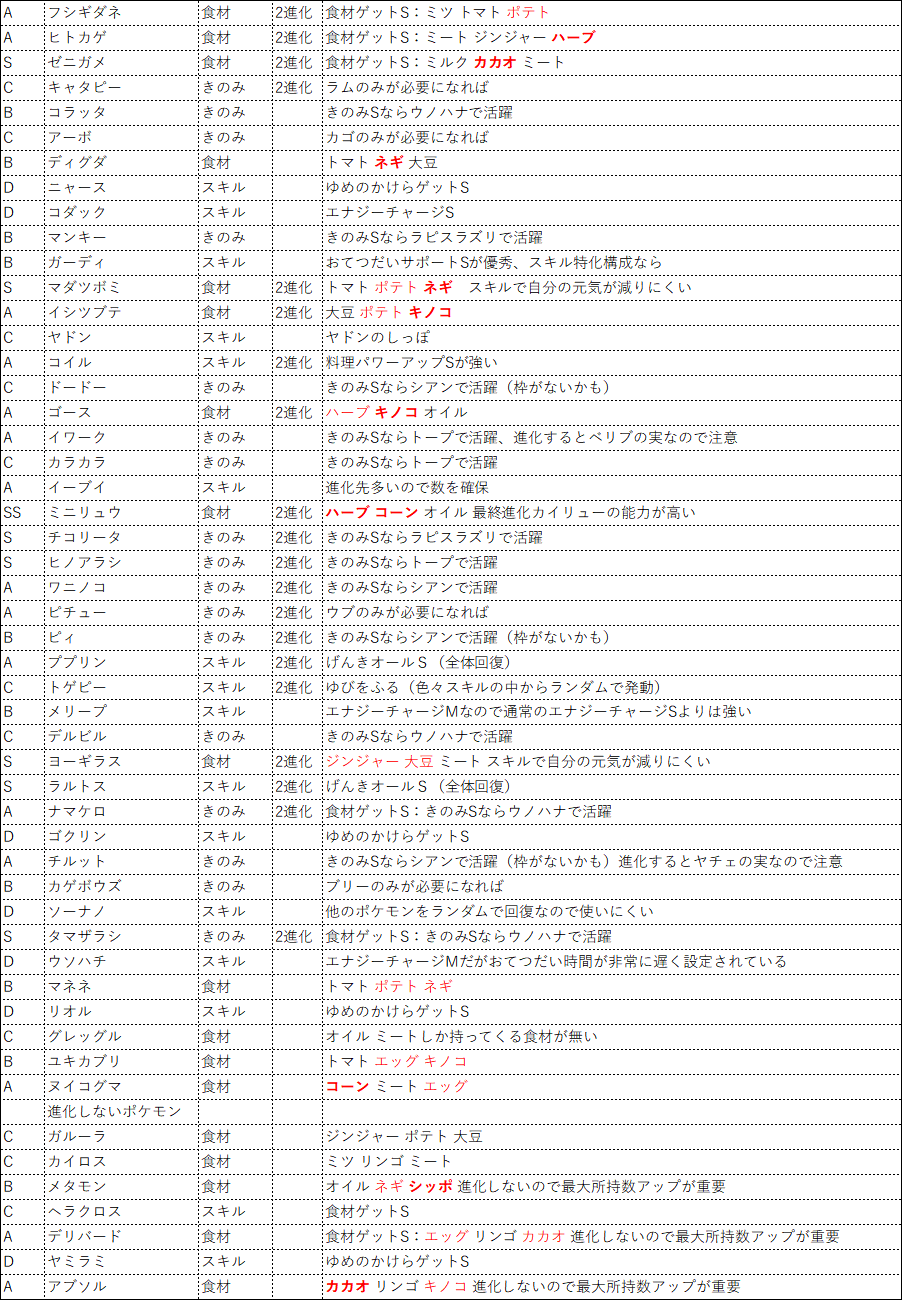 A フシギダネ 食材 2進化 食材ゲットS：ミツ トマト ポテト
A ヒトカゲ 食材 2進化 食材ゲットS：ミート ジンジャー ハーブ
S ゼニガメ 食材 2進化 食材ゲットS：ミルク カカオ ミート
C キャタピー きのみ 2進化 ラムのみが必要になれば
B コラッタ きのみ きのみSならウノハナで活躍
C アーボ きのみ カゴのみが必要になれば
B ディグダ 食材 トマト ネギ 大豆
D ニャース スキル ゆめのかけらゲットS
D コダック スキル エナジーチャージS
B マンキー きのみ きのみSならラピスラズリで活躍
B ガーディ スキル おてつだいサポートSが優秀、スキル特化構成なら
S マダツボミ 食材 2進化 トマト ポテト ネギ　スキルで自分の元気が減りにくい
A イシツブテ 食材 2進化 大豆 ポテト キノコ
C ヤドン スキル ヤドンのしっぽ
A コイル スキル 2進化 料理パワーアップSが強い
C ドードー きのみ きのみSならシアンで活躍（枠がないかも）
A ゴース 食材 2進化 ハーブ キノコ オイル
A イワーク きのみ きのみSならトープで活躍、進化するとベリブの実なので注意
C カラカラ きのみ きのみSならトープで活躍
A イーブイ スキル 進化先多いので数を確保
SS ミニリュウ 食材 2進化 ハーブ コーン オイル 最終進化カイリューの能力が高い
S チコリータ きのみ 2進化 きのみSならラピスラズリで活躍
S ヒノアラシ きのみ 2進化 きのみSならトープで活躍
A ワニノコ きのみ 2進化 きのみSならシアンで活躍
A ピチュー きのみ 2進化 ウブのみが必要になれば
B ピィ きのみ 2進化 きのみSならシアンで活躍（枠がないかも）
A ププリン スキル 2進化 げんきオールＳ（全体回復）
C トゲピー スキル 2進化 ゆびをふる（色々スキルの中からランダムで発動）
B メリープ スキル エナジーチャージMなので通常のエナジーチャージSよりは強い
C デルビル きのみ きのみSならウノハナで活躍
S ヨーギラス 食材 2進化 ジンジャー 大豆 ミート スキルで自分の元気が減りにくい
S ラルトス スキル 2進化 げんきオールＳ（全体回復）
A ナマケロ きのみ 2進化 食材ゲットS：きのみSならウノハナで活躍
D ゴクリン スキル ゆめのかけらゲットS
A チルット きのみ きのみSならシアンで活躍（枠がないかも）進化するとヤチェの実なので注意
B カゲボウズ きのみ ブリーのみが必要になれば
D ソーナノ スキル 他のポケモンをランダムで回復なので使いにくい
S タマザラシ きのみ 2進化 食材ゲットS：きのみSならウノハナで活躍
D ウソハチ スキル エナジーチャージMだがおてつだい時間が非常に遅く設定されている
B マネネ 食材 トマト ポテト ネギ
D リオル スキル ゆめのかけらゲットS
C グレッグル 食材 オイル ミートしか持ってくる食材が無い
B ユキカブリ 食材 トマト エッグ キノコ
A ヌイコグマ 食材 コーン ミート エッグ
進化しないポケモン
C ガルーラ 食材 ジンジャー ポテト 大豆
C カイロス 食材 ミツ リンゴ ミート
B メタモン 食材 オイル ネギ シッポ 進化しないので最大所持数アップが重要
C ヘラクロス スキル 食材ゲットS
A デリバード 食材 食材ゲットS：エッグ リンゴ カカオ 進化しないので最大所持数アップが重要
D ヤミラミ スキル ゆめのかけらゲットS
A アブソル 食材 カカオ リンゴ キノコ 進化しないので最大所持数アップが重要